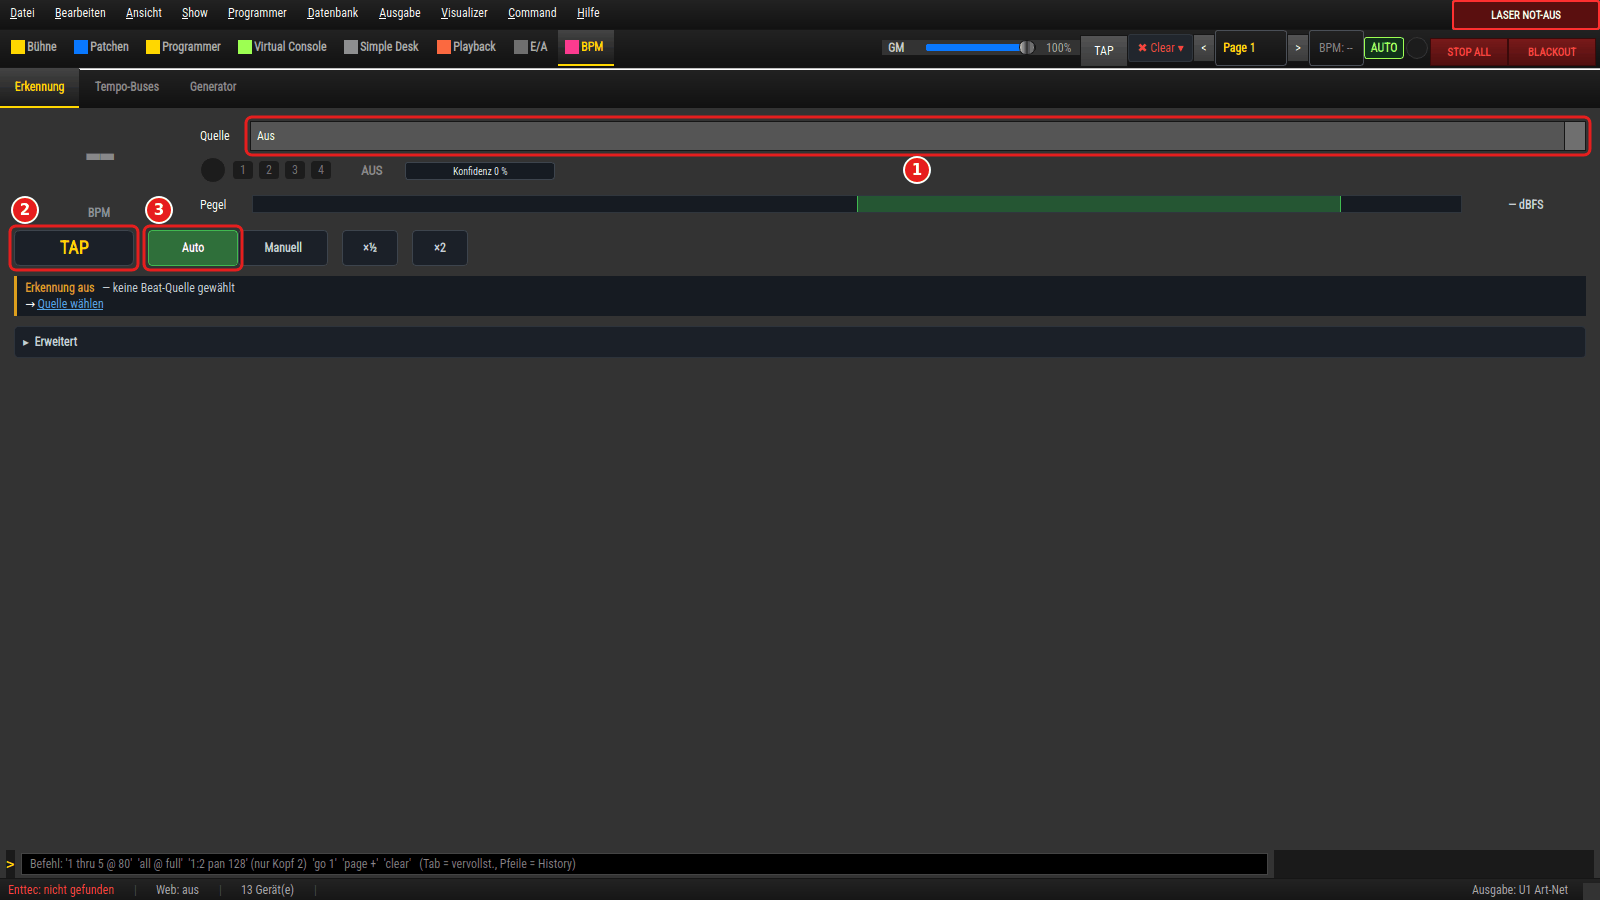 Datei Bearbeiten Ansicht Show Programmer Datenbank Ausgabe Visualizer Command Hilfe
LASER NOT-AUS
Bühne Patchen Programmer Virtual Console Simple Desk Playback E/A BPM
GM 100% TAP ✖ Clear ▾ < Page 1 > BPM: -- AUTO STOP ALL BLACKOUT
Erkennung Tempo-Buses Generator
Quelle Aus
1
1 2 3 4 AUS Konfidenz 0 %
2 BPM 3 Pegel – dBFS
TAP Auto Manuell ×½ ×2
Erkennung aus – keine Beat-Quelle gewählt
→ Quelle wählen
▸ Erweitert
> Befehl: '1 thru 5 @ 80' 'all @ full' '1:2 pan 128' (nur Kopf 2) 'go 1' 'page +' 'clear' (Tab = vervollst., Pfeile = History)
Enttec: nicht gefunden Web: aus 13 Gerät(e) Ausgabe: U1 Art-Net